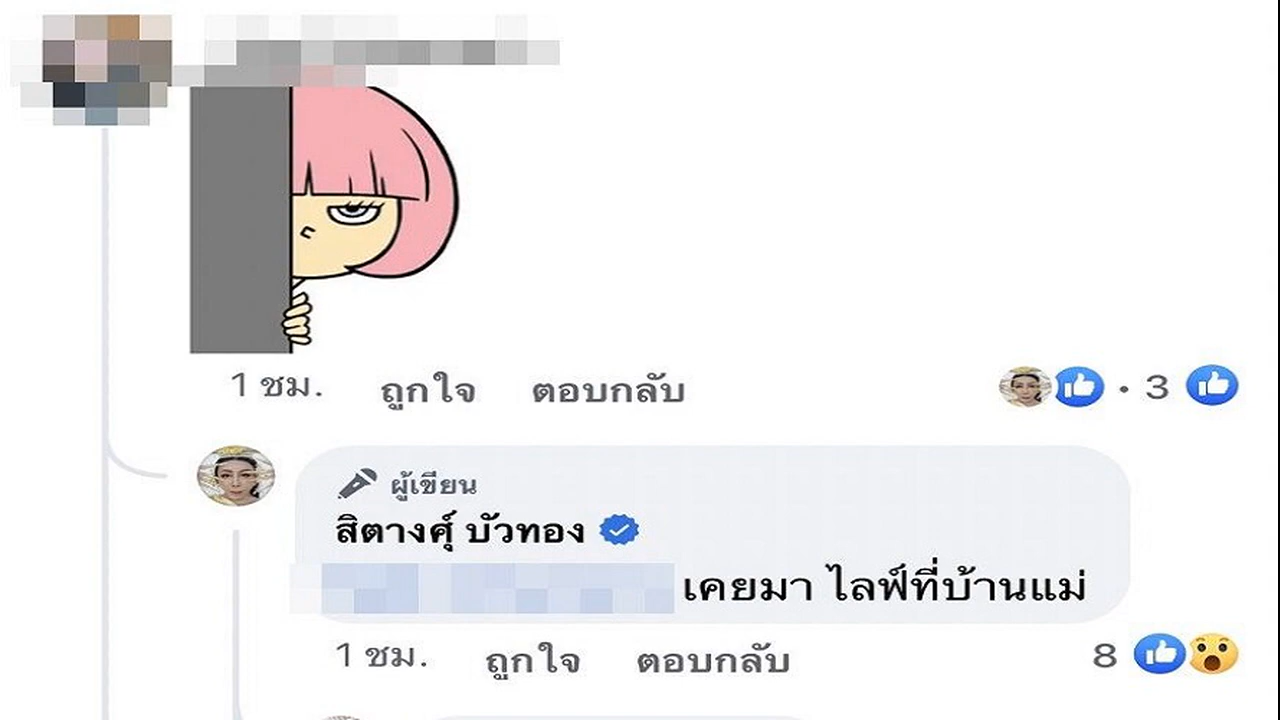 1 ชม. ถูกใจ ตอบกลับ 3
ผู้เขียน
สิตางศุ์ บัวทอง
เคยมา ไลฟ์ที่บ้านแม่
1 ชม. ถูกใจ ตอบกลับ 8